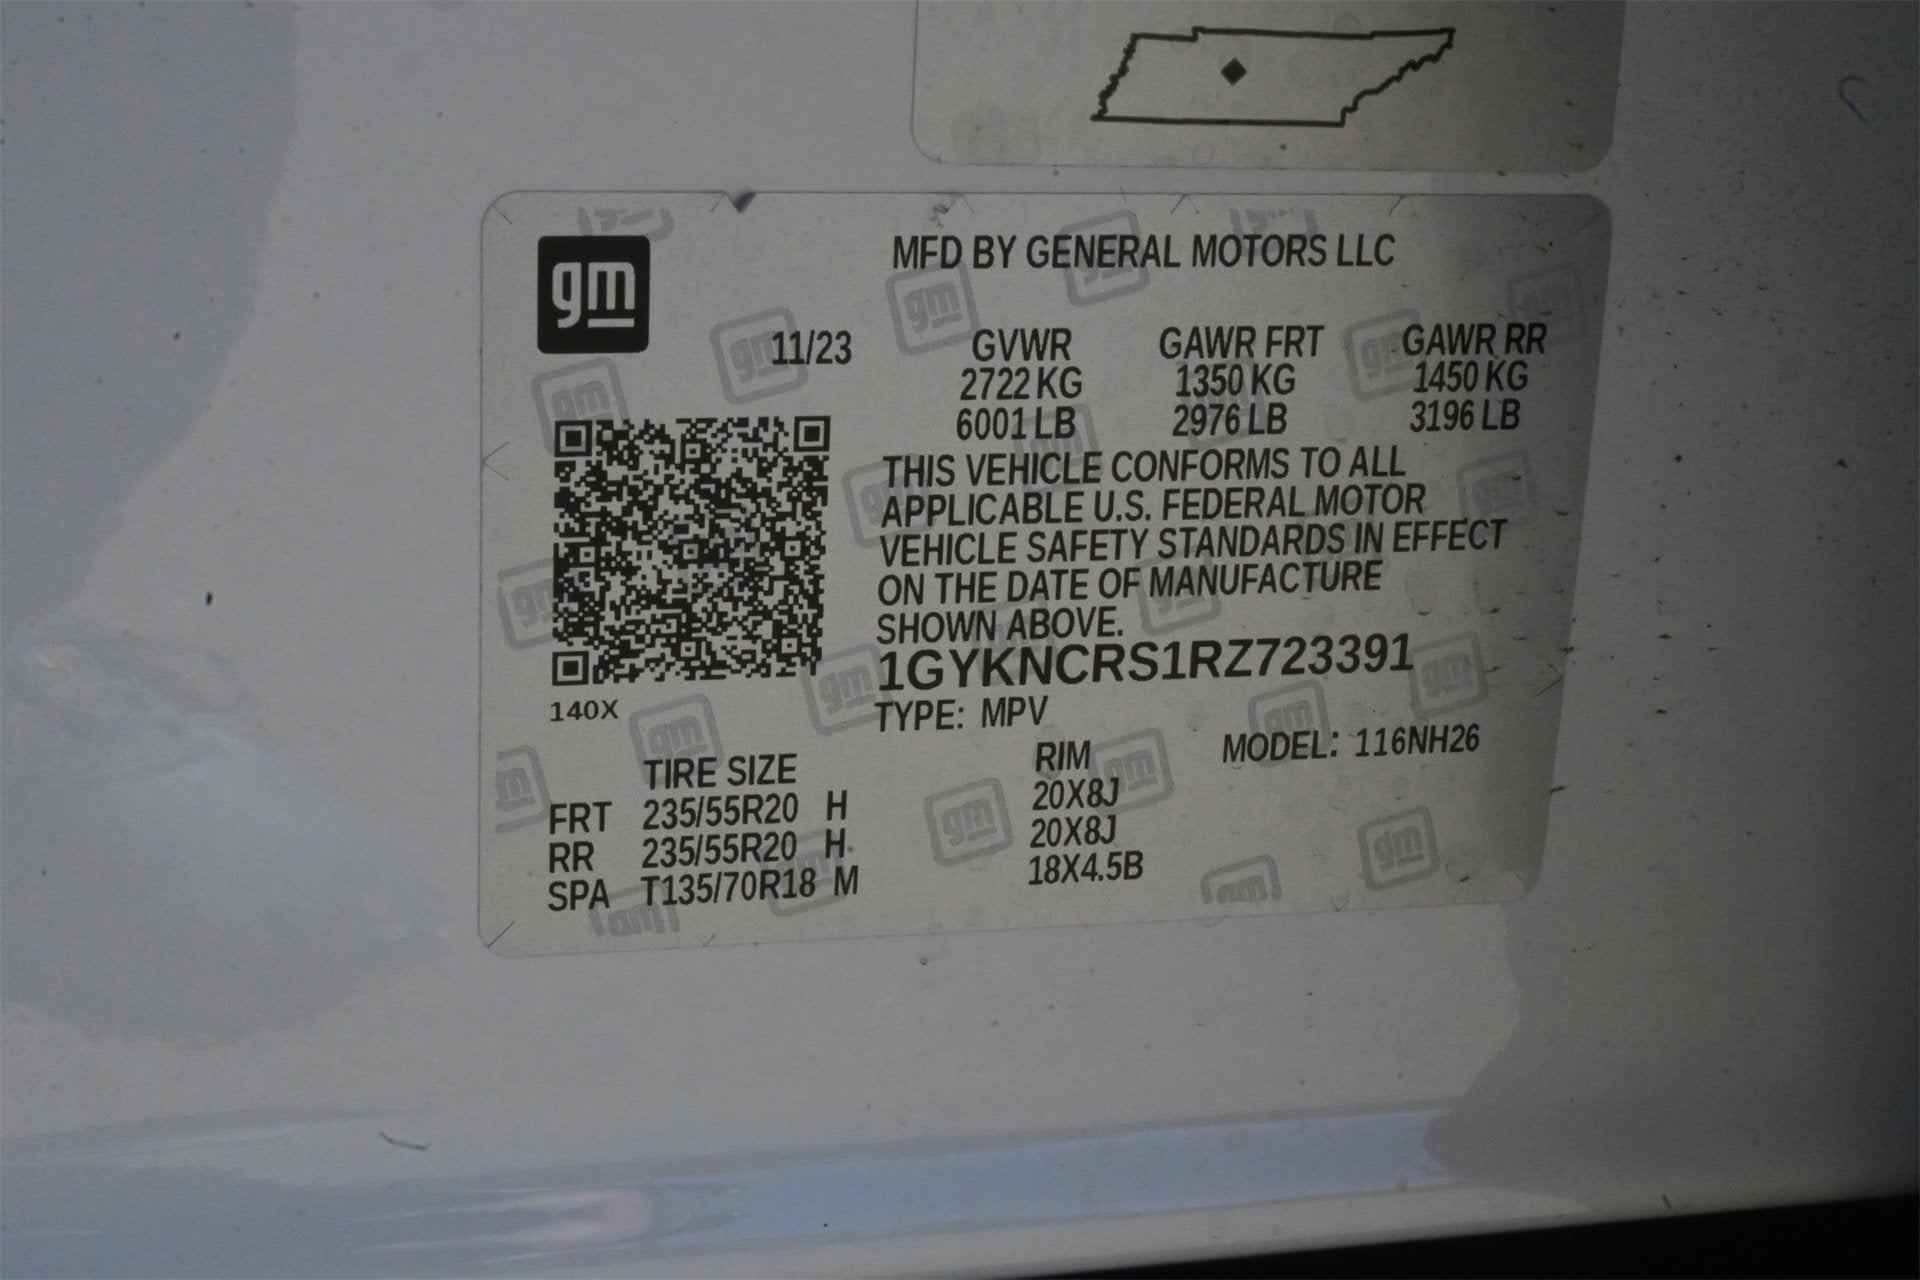 gm
MFD BY GENERAL MOTORS LLC
11/23 GVWR GAWR FRT GAWR RR
2722 KG 1350 KG 1450 KG
6001 LB 2976 LB 3196 LB
THIS VEHICLE CONFORMS TO ALL
APPLICABLE U.S. FEDERAL MOTOR
VEHICLE SAFETY STANDARDS IN EFFECT
ON THE DATE OF MANUFACTURE
SHOWN ABOVE.
1GYKNCRS1RZ723391
140X
TYPE: MPV
MODEL: 116NH26
TIRE SIZE RIM
FRT 235/55R20 H 20X8J
RR 235/55R20 H 20X8J
SPA T135/70R18 M 18X4.5B